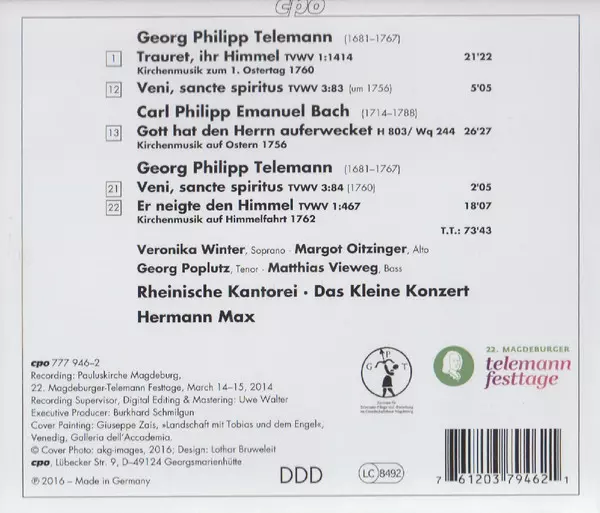 cpo
Georg Philipp Telemann (1681–1767)
1 Trauret, ihr Himmel TVWV 1:1414 21'22
Kirchenmusik zum 1. Ostertag 1760
12 Veni, sancte spiritus TVWV 3:83 (um 1756) 5'05
Carl Philipp Emanuel Bach (1714–1788)
13 Gott hat den Herrn auferwecket H 803/ Wq 244 26'27
Kirchenmusik auf Ostern 1756
Georg Philipp Telemann (1681–1767)
21 Veni, sancte spiritus TVWV 3:84 (1760) 2'05
22 Er neigte den Himmel TVWV 1:467 18'07
Kirchenmusik auf Himmelfahrt 1762
T.T.: 73'43
Veronika Winter, Soprano · Margot Oitzinger, Alto
Georg Poplutz, Tenor · Matthias Vieweg, Bass
Rheinische Kantorei · Das Kleine Konzert
Hermann Max
cpo 777 946–2
Recording: Pauluskirche Magdeburg,
22. Magdeburger-Telemann Festtage, March 14–15, 2014
Recording Supervisor, Digital Editing & Mastering: Uwe Walter
Executive Producer: Burkhard Schmilgun
Cover Painting: Giuseppe Zais, »Landschaft mit Tobias und dem Engel«,
Venedig, Galleria dell'Accademia.
© Cover Photo: akg-images, 2016; Design: Lothar Bruweleit
cpo, Lübecker Str. 9, D–49124 Georgsmarienhütte
℗ 2016 – Made in Germany
DDD
LC 8492
G P T
22. MAGDEBURGER
telemann
festtage
7 61203 79462 1